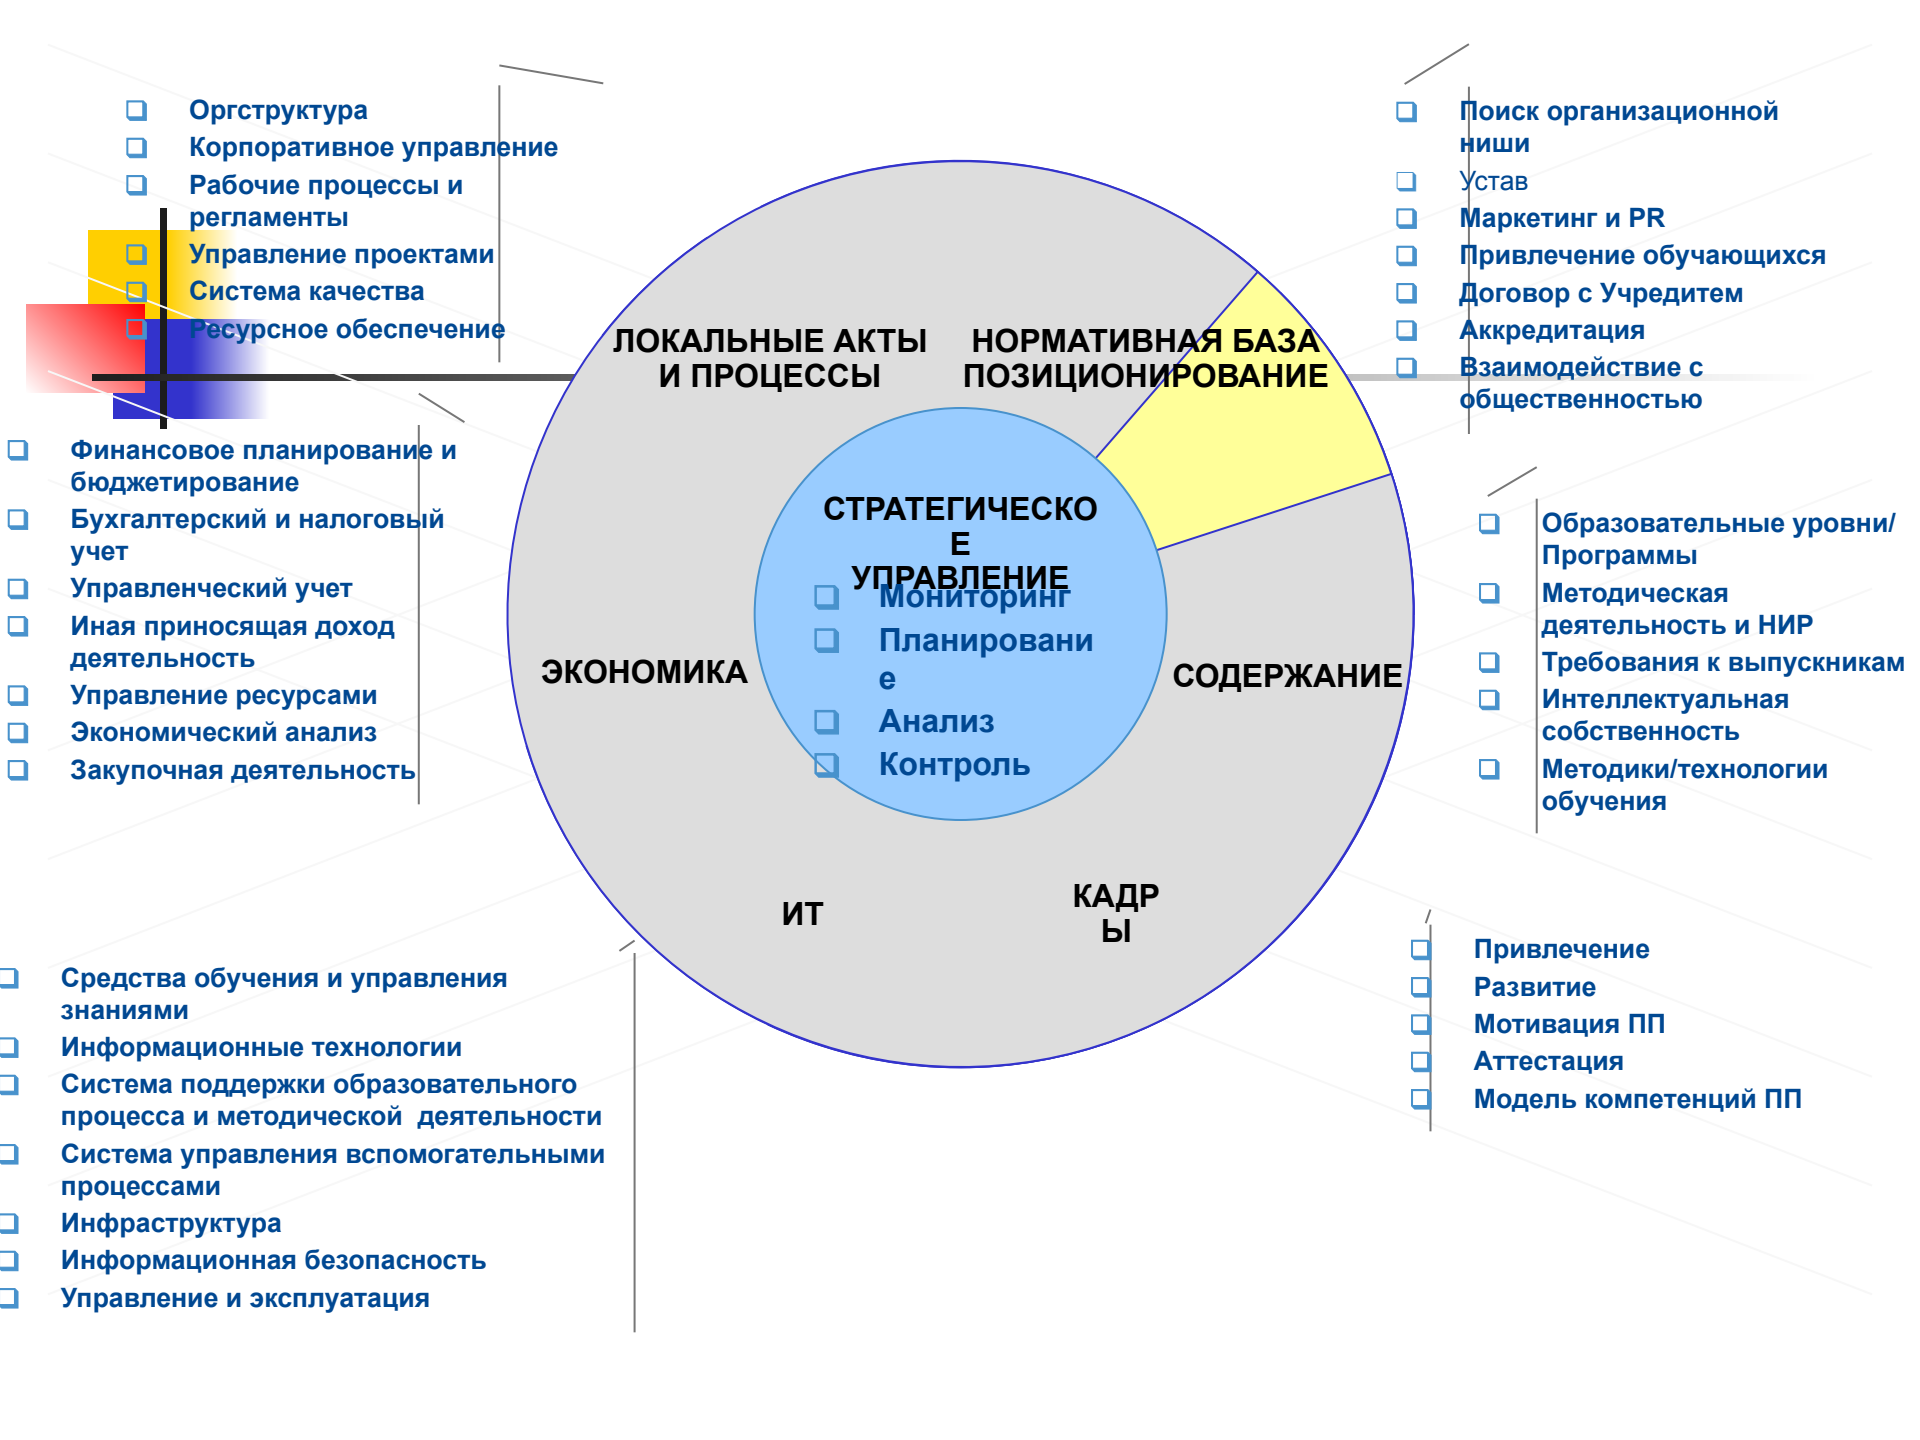 Оргструктура
Корпоративное управление
Рабочие процессы и
регламенты
Управление проектами
Система качества
Ресурсное обеспечение
Поиск организационной
ниши
Устав
Маркетинг и PR
Привлечение обучающихся
Договор с Учредитем
Аккредитация
Взаимодействие с
общественностью
ЛОКАЛЬНЫЕ АКТЫ
И ПРОЦЕССЫ
НОРМАТИВНАЯ БАЗА
ПОЗИЦИОНИРОВАНИЕ
Финансовое планирование и
бюджетирование
Бухгалтерский и налоговый
учет
Управленческий учет
Иная приносящая доход
деятельность
Управление ресурсами
Экономический анализ
Закупочная деятельность
СТРАТЕГИЧЕСКО
Е
УПРАВЛЕНИЕ
Мониторинг
Планировани
е
Анализ
Контроль
ЭКОНОМИКА
СОДЕРЖАНИЕ
Образовательные уровни/
Программы
Методическая
деятельность и НИР
Требования к выпускникам
Интеллектуальная
собственность
Методики/технологии
обучения
ИТ
КАДР
Ы
Средства обучения и управления
знаниями
Информационные технологии
Система поддержки образовательного
процесса и методической  деятельности
Система управления вспомогательными
процессами
Инфраструктура
Информационная безопасность
Управление и эксплуатация
Привлечение
Развитие
Мотивация ПП
Аттестация
Модель компетенций ПП